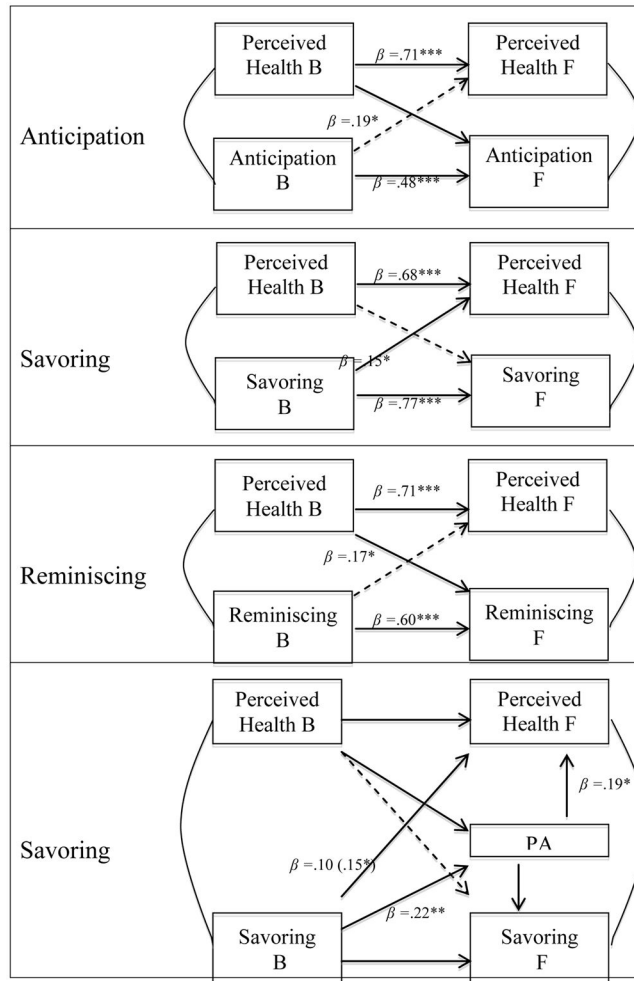 Anticipation
Perceived
Health B
β =.71***
Perceived
Health F
β =.19*
Anticipation
B
β =.48***
Anticipation
F
Savoring
Perceived
Health B
β =.68***
Perceived
Health F
β =.15*
Savoring
B
β =.77***
Savoring
F
Reminiscing
Perceived
Health B
β =.71***
Perceived
Health F
β =.17*
Reminiscing
B
β =.60***
Reminiscing
F
Savoring
Perceived
Health B
Perceived
Health F
β =.19*
PA
β =.10 (.15*)
β =.22**
Savoring
B
Savoring
F